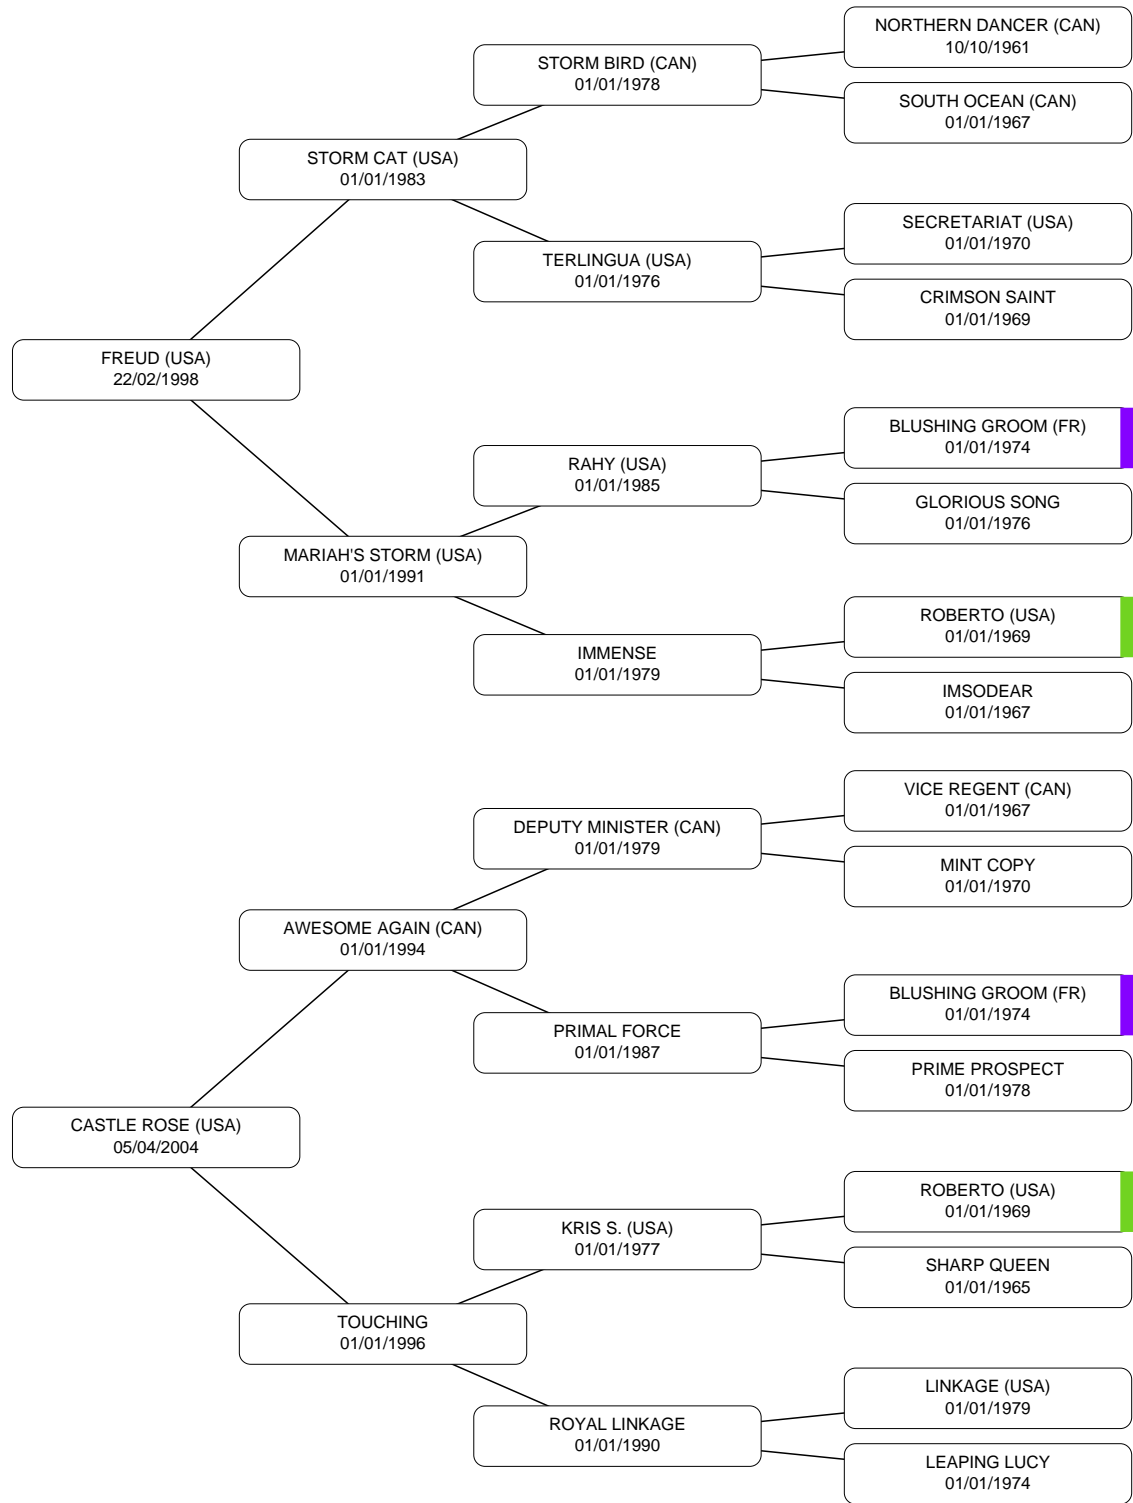 NORTHERN DANCER (CAN)
10/10/1961
STORM BIRD (CAN)
01/01/1978
SOUTH OCEAN (CAN)
01/01/1967
STORM CAT (USA)
01/01/1983
SECRETARIAT (USA)
01/01/1970
TERLINGUA (USA)
01/01/1976
CRIMSON SAINT
01/01/1969
FREUD (USA)
22/02/1998
BLUSHING GROOM (FR)
01/01/1974
RAHY (USA)
01/01/1985
GLORIOUS SONG
01/01/1976
MARIAH'S STORM (USA)
01/01/1991
ROBERTO (USA)
01/01/1969
IMMENSE
01/01/1979
IMSODEAR
01/01/1967
VICE REGENT (CAN)
01/01/1967
DEPUTY MINISTER (CAN)
01/01/1979
MINT COPY
01/01/1970
AWESOME AGAIN (CAN)
01/01/1994
BLUSHING GROOM (FR)
01/01/1974
PRIMAL FORCE
01/01/1987
PRIME PROSPECT
01/01/1978
CASTLE ROSE (USA)
05/04/2004
ROBERTO (USA)
01/01/1969
KRIS S. (USA)
01/01/1977
SHARP QUEEN
01/01/1965
TOUCHING
01/01/1996
LINKAGE (USA)
01/01/1979
ROYAL LINKAGE
01/01/1990
LEAPING LUCY
01/01/1974